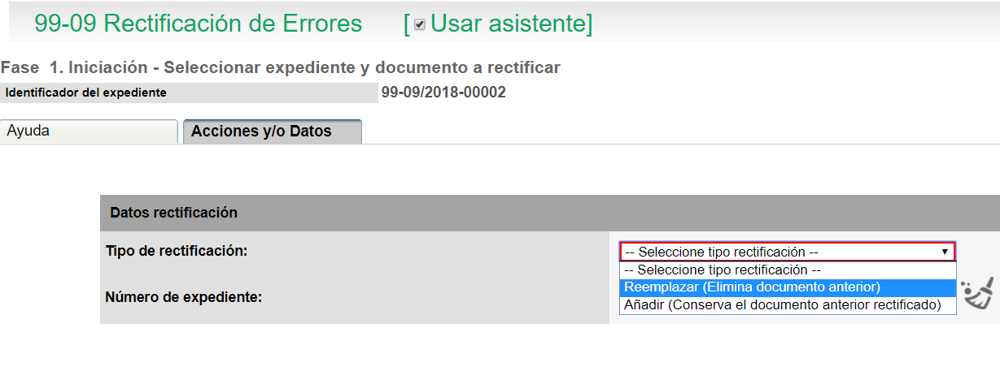 99-09 Rectificación de Errores [ Usar asistente]
Fase 1. Iniciación - Seleccionar expediente y documento a rectificar
Identificador del expediente 99-09/2018-00002
Ayuda Acciones y/o Datos
Datos rectificación
Tipo de rectificación: -- Seleccione tipo rectificación --
-- Seleccione tipo rectificación --
Reemplazar (Elimina documento anterior)
Número de expediente:
Añadir (Conserva el documento anterior rectificado)